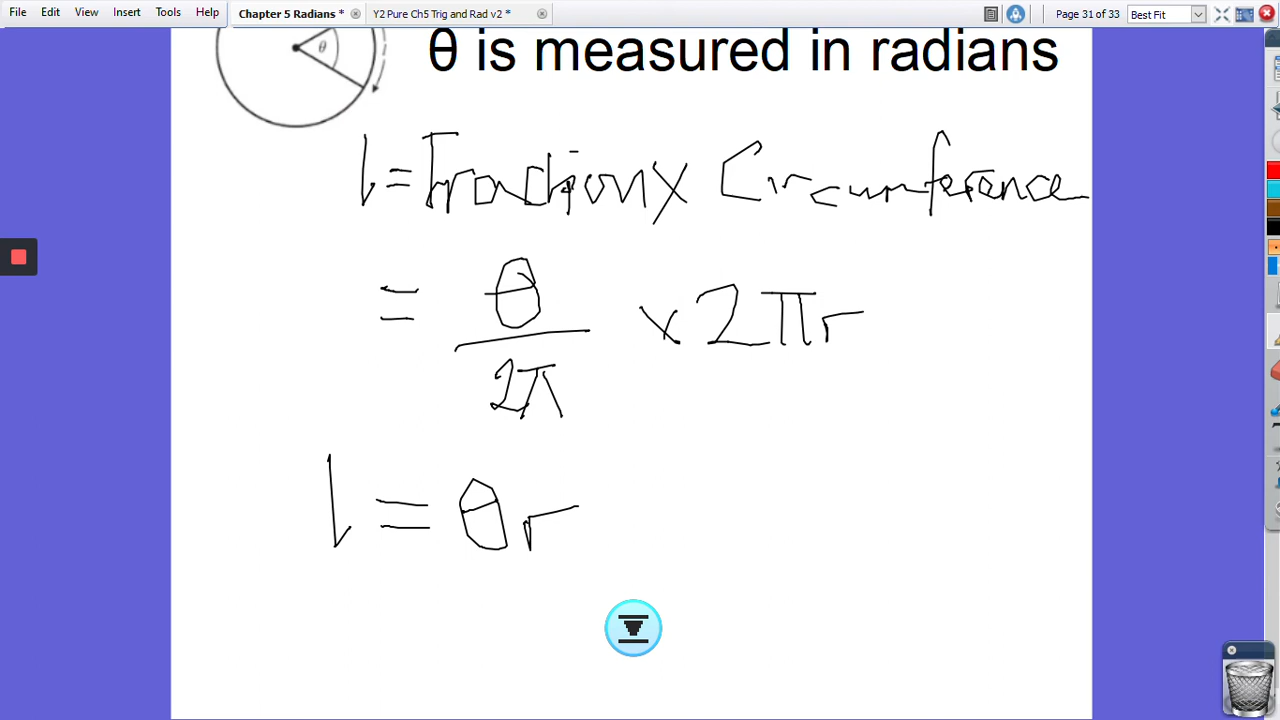 File Edit View Insert Tools Help Chapter 5 Radians * Y2 Pure Ch5 Trig and Rad v2 * Page 31 of 33 Best Fit
θ
θ is measured in radians
l = Fraction × Circumference
= θ/2π × 2πr
l = θr